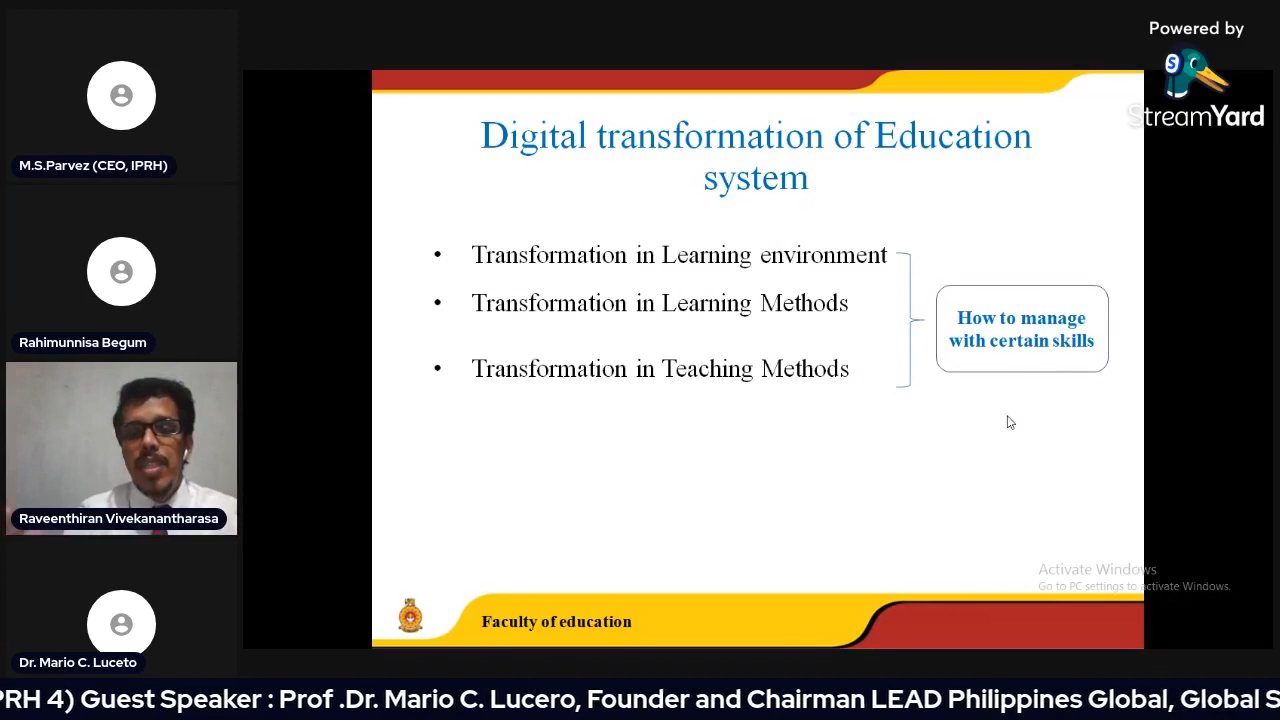 Powered by
StreamYard
M.S.Parvez (CEO, IPRH)
Rahimunnisa Begum
Raveenthiran Vivekanantharasa
Dr. Mario C. Luceto
Digital transformation of Education
system
• Transformation in Learning environment
• Transformation in Learning Methods
• Transformation in Teaching Methods
How to manage
with certain skills
Activate Windows
Go to PC settings to activate Windows.
Faculty of education
PRH 4) Guest Speaker : Prof .Dr. Mario C. Lucero, Founder and Chairman LEAD Philippines Global, Global S